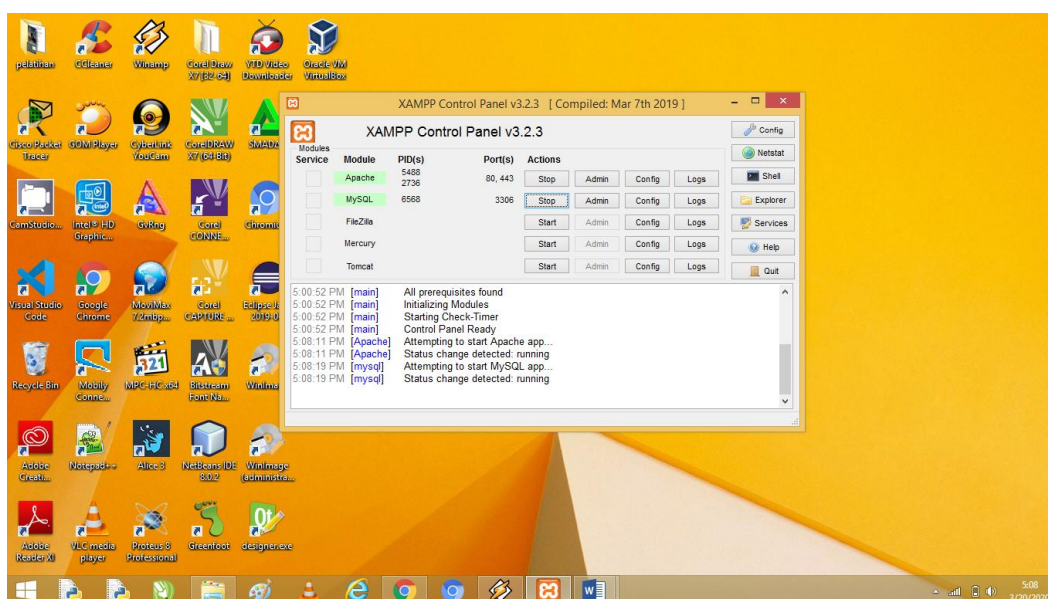 pelatihan
CCleaner
Winamp
Corel Draw X7 [32-64]
YTD Video Downloader
Oracle VM VirtualBox
Cisco Packet Tracer
GOM Player
CyberLink YouCam
CorelDRAW X7 (64-Bit)
CamStudio...
Intel® HD Graphic...
Corel CONNE...
Visual Studio Code
Google Chrome
Corel CAPTURE ...
Recycle Bin
Mobily Conne...
MPC-HC x64
Bitstream Font Na...
Adobe Creati...
Notepad++
Alice 3
NetBeans IDE 8.0.2
WinImage (administra...
Adobe Reader XI
VLC media player
Proteus 8 Professional
Greenfoot
designer.exe
XAMPP Control Panel v3.2.3 [ Compiled: Mar 7th 2019 ]
XAMPP Control Panel v3.2.3
Config
Modules
Service Module PID(s) Port(s) Actions
Netstat
Apache 5488 2736 80, 443 Stop Admin Config Logs
Shell
MySQL 6568 3306 Stop Admin Config Logs
Explorer
FileZilla Start Admin Config Logs
Services
Mercury Start Admin Config Logs
Help
Tomcat Start Admin Config Logs
Quit
5:00:52 PM [main] All prerequisites found
5:00:52 PM [main] Initializing Modules
5:00:52 PM [main] Starting Check-Timer
5:00:52 PM [main] Control Panel Ready
5:08:11 PM [Apache] Attempting to start Apache app...
5:08:11 PM [Apache] Status change detected: running
5:08:19 PM [mysql] Attempting to start MySQL app...
5:08:19 PM [mysql] Status change detected: running
5:08